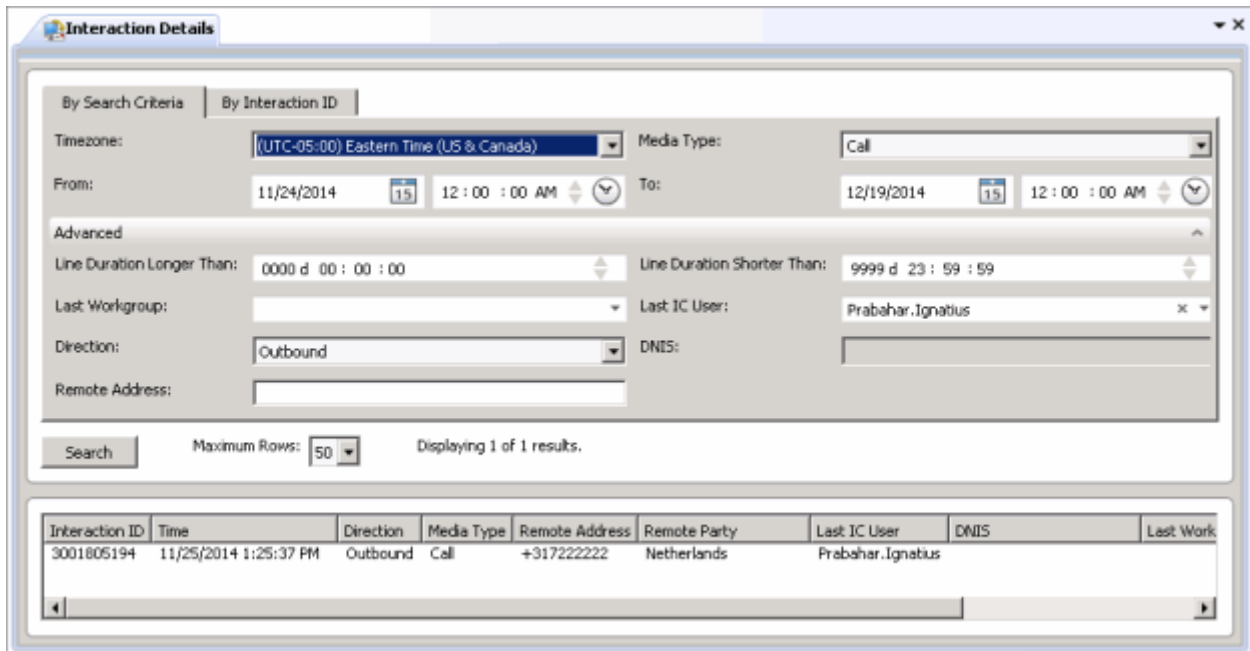 Interaction Details
By Search Criteria By Interaction ID
Timezone: (UTC-05:00) Eastern Time (US & Canada) Media Type: Call
From: 11/24/2014 15 12:00:00 AM To: 12/19/2014 15 12:00:00 AM
Advanced
Line Duration Longer Than: 0000 d 00:00:00 Line Duration Shorter Than: 9999 d 23:59:59
Last Workgroup: Last IC User: Prabahar.Ignatius
Direction: Outbound DNIS:
Remote Address:
Search Maximum Rows: 50 Displaying 1 of 1 results.
Interaction ID Time Direction Media Type Remote Address Remote Party Last IC User DNIS Last Work
3001805194 11/25/2014 1:25:37 PM Outbound Call +317222222 Netherlands Prabahar.Ignatius